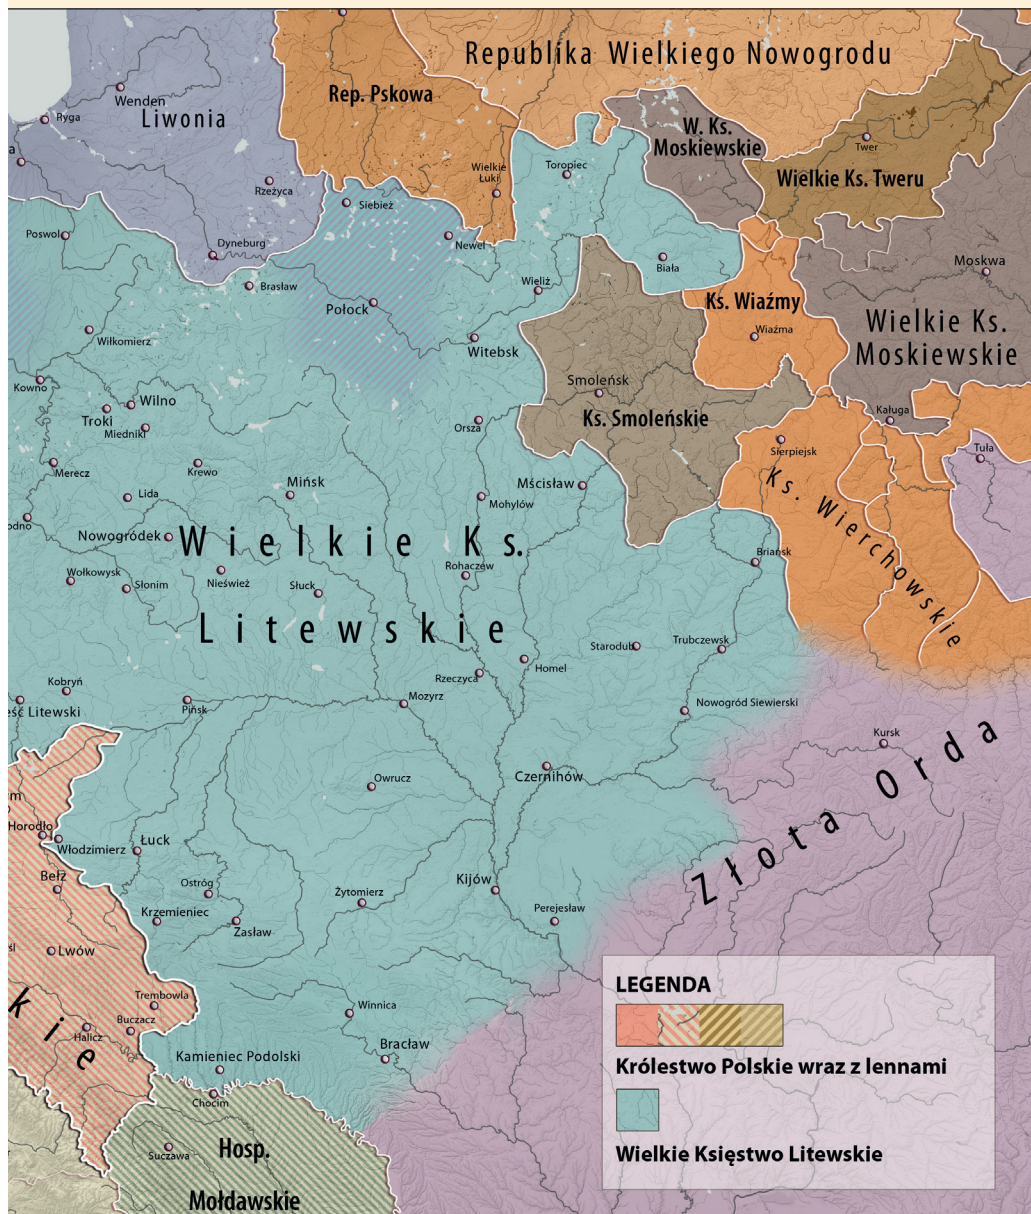 Republika Wielkiego Nowogrodu
Rep. Pskowa
Wenden
Liwonia
Ryga
W. Ks.
Moskiewskie
Twer
Wielkie Ks. Tweru
Toropiec
Wielkie
Łuki
Rzeżyca
Siebież
Poswol
Dyneburg
Newel
Moskwa
Biała
Brasław
Wieliż
Połock
Ks. Wiaźmy
Wielkie Ks.
Moskiewskie
Wiaźma
Wiłkomierz
Witebsk
Smoleńsk
Kowno
Wilno
Troki
Miedniki
Orsza
Ks. Smoleńskie
Kaługa
Sierpiejsk
Tuła
Merecz
Krewo
Lida
Mińsk
Mścisław
Mohylów
Ks. Wierchowskie
odno
Nowogródek
Wielkie Ks.
Litewskie
Briańsk
Rohaczew
Wołkowysk
Słonim
Nieśwież
Słuck
Starodub
Trubczewsk
Homel
Rzeczyca
Kobryń
eść Litewski
Pińsk
Mozyrz
Nowogród Siewierski
Kursk
Złota Orda
Czernihów
Owrucz
Horodło
Włodzimierz
Łuck
Bełz
Ostróg
Żytomierz
Kijów
Krzemieniec
Zasław
Perejesław
Lwów
Trembowla
Buczacz
Halicz
kie
Winnica
Bracław
Kamieniec Podolski
Chocim
Suczawa
Hosp.
Mołdawskie
LEGENDA
Królestwo Polskie wraz z lennami
Wielkie Księstwo Litewskie